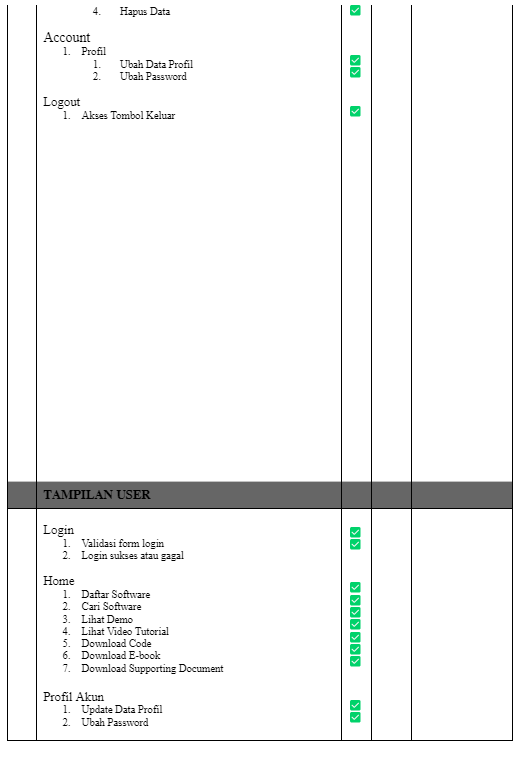 4. Hapus Data
Account
1. Profil
1. Ubah Data Profil
2. Ubah Password
Logout
1. Akses Tombol Keluar
TAMPILAN USER
Login
1. Validasi form login
2. Login sukses atau gagal
Home
1. Daftar Software
2. Cari Software
3. Lihat Demo
4. Lihat Video Tutorial
5. Download Code
6. Download E-book
7. Download Supporting Document
Profil Akun
1. Update Data Profil
2. Ubah Password